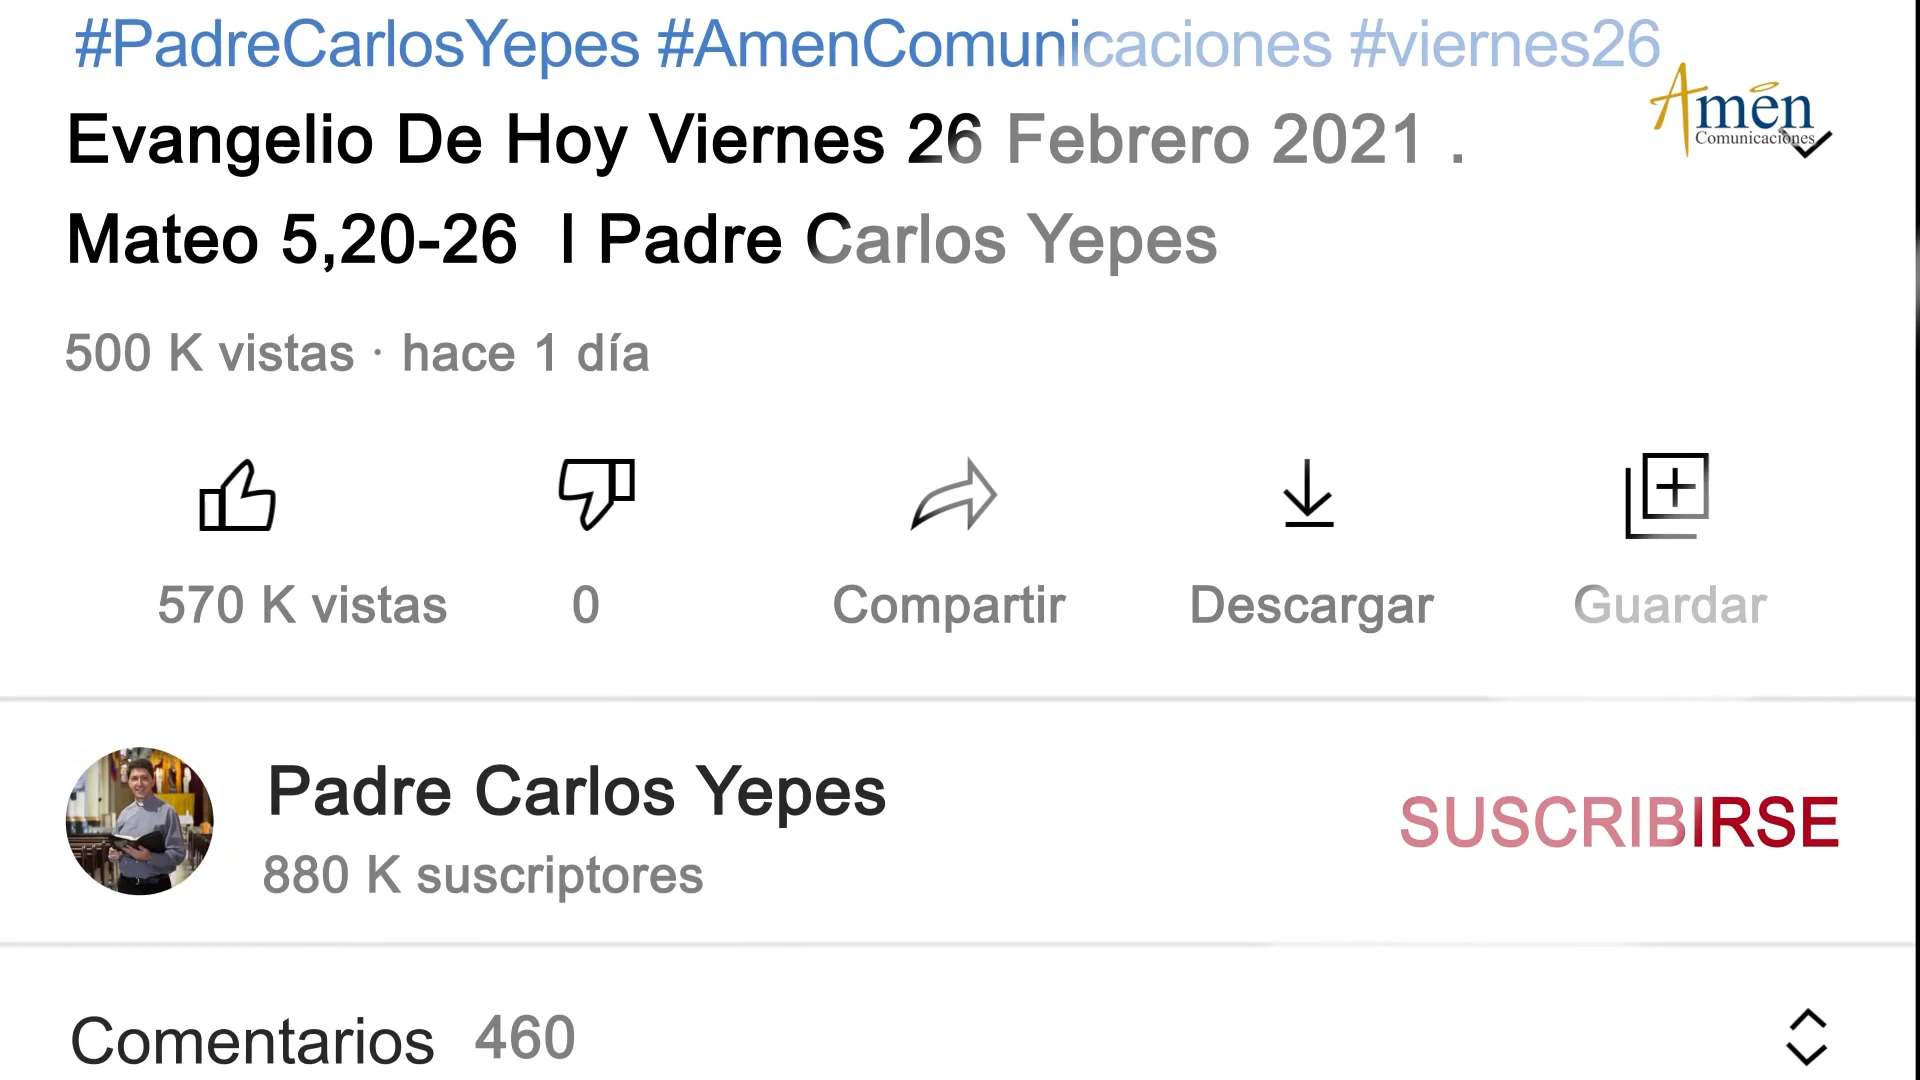 #PadreCarlosYepes #AmenComunicaciones #viernes26
Amén
Comunicaciones
Evangelio De Hoy Viernes 26 Febrero 2021 .
Mateo 5,20-26 l Padre Carlos Yepes
500 K vistas · hace 1 día
570 K vistas 0 Compartir Descargar Guardar
Padre Carlos Yepes
880 K suscriptores
SUSCRIBIRSE
Comentarios 460